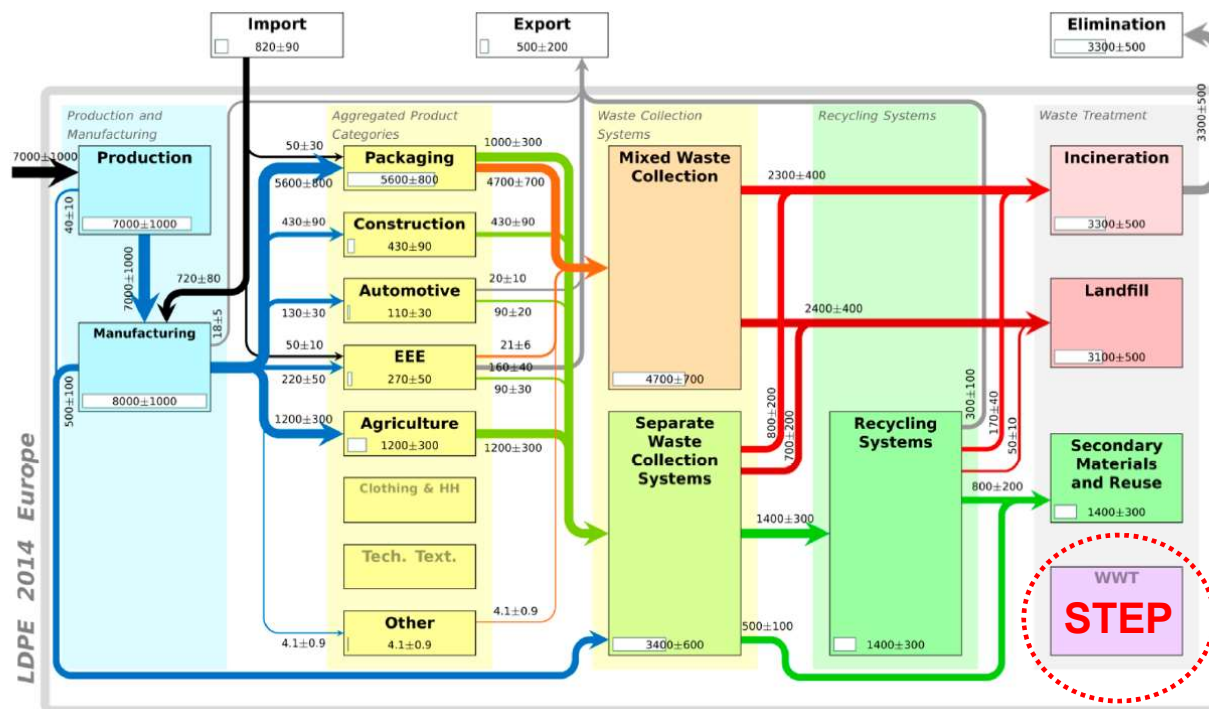 Import
820±90
Export
500±200
Elimination
3300±500
Production and
Manufacturing
Aggregated Product
Categories
Waste Collection
Systems
Recycling Systems
Waste Treatment
3300±500
7000±1000
Production
7000±1000
40±10
7000±1000
720±80
Manufacturing
8000±1000
18±5
500±100
50±30
5600±800
Packaging
5600±800
1000±300
4700±700
430±90
Construction
430±90
430±90
130±30
Automotive
110±30
20±10
90±20
50±10
220±50
EEE
270±50
21±6
160±40
90±30
1200±300
Agriculture
1200±300
1200±300
Clothing & HH
Tech. Text.
Other
4.1±0.9
4.1±0.9
4.1±0.9
Mixed Waste
Collection
4700±700
Separate
Waste
Collection
Systems
3400±600
2300±400
2400±400
800±200
700±200
1400±300
500±100
Recycling
Systems
1400±300
300±100
170±40
50±10
800±200
Incineration
3300±500
Landfill
3100±500
Secondary
Materials
and Reuse
1400±300
WWT
STEP
LDPE 2014 Europe